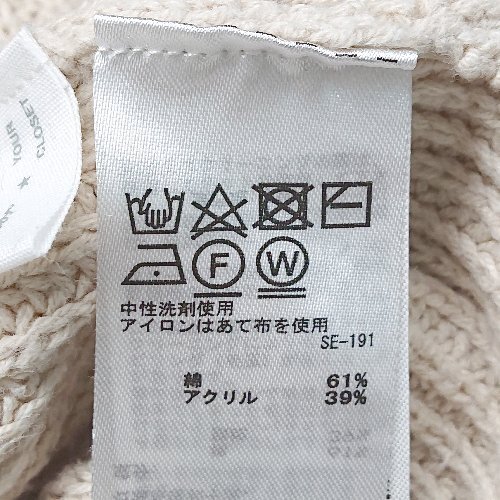 YOUR
CLOSET
F W
中性洗剤使用
アイロンはあて布を使用
SE-191
綿 61%
アクリル 39%